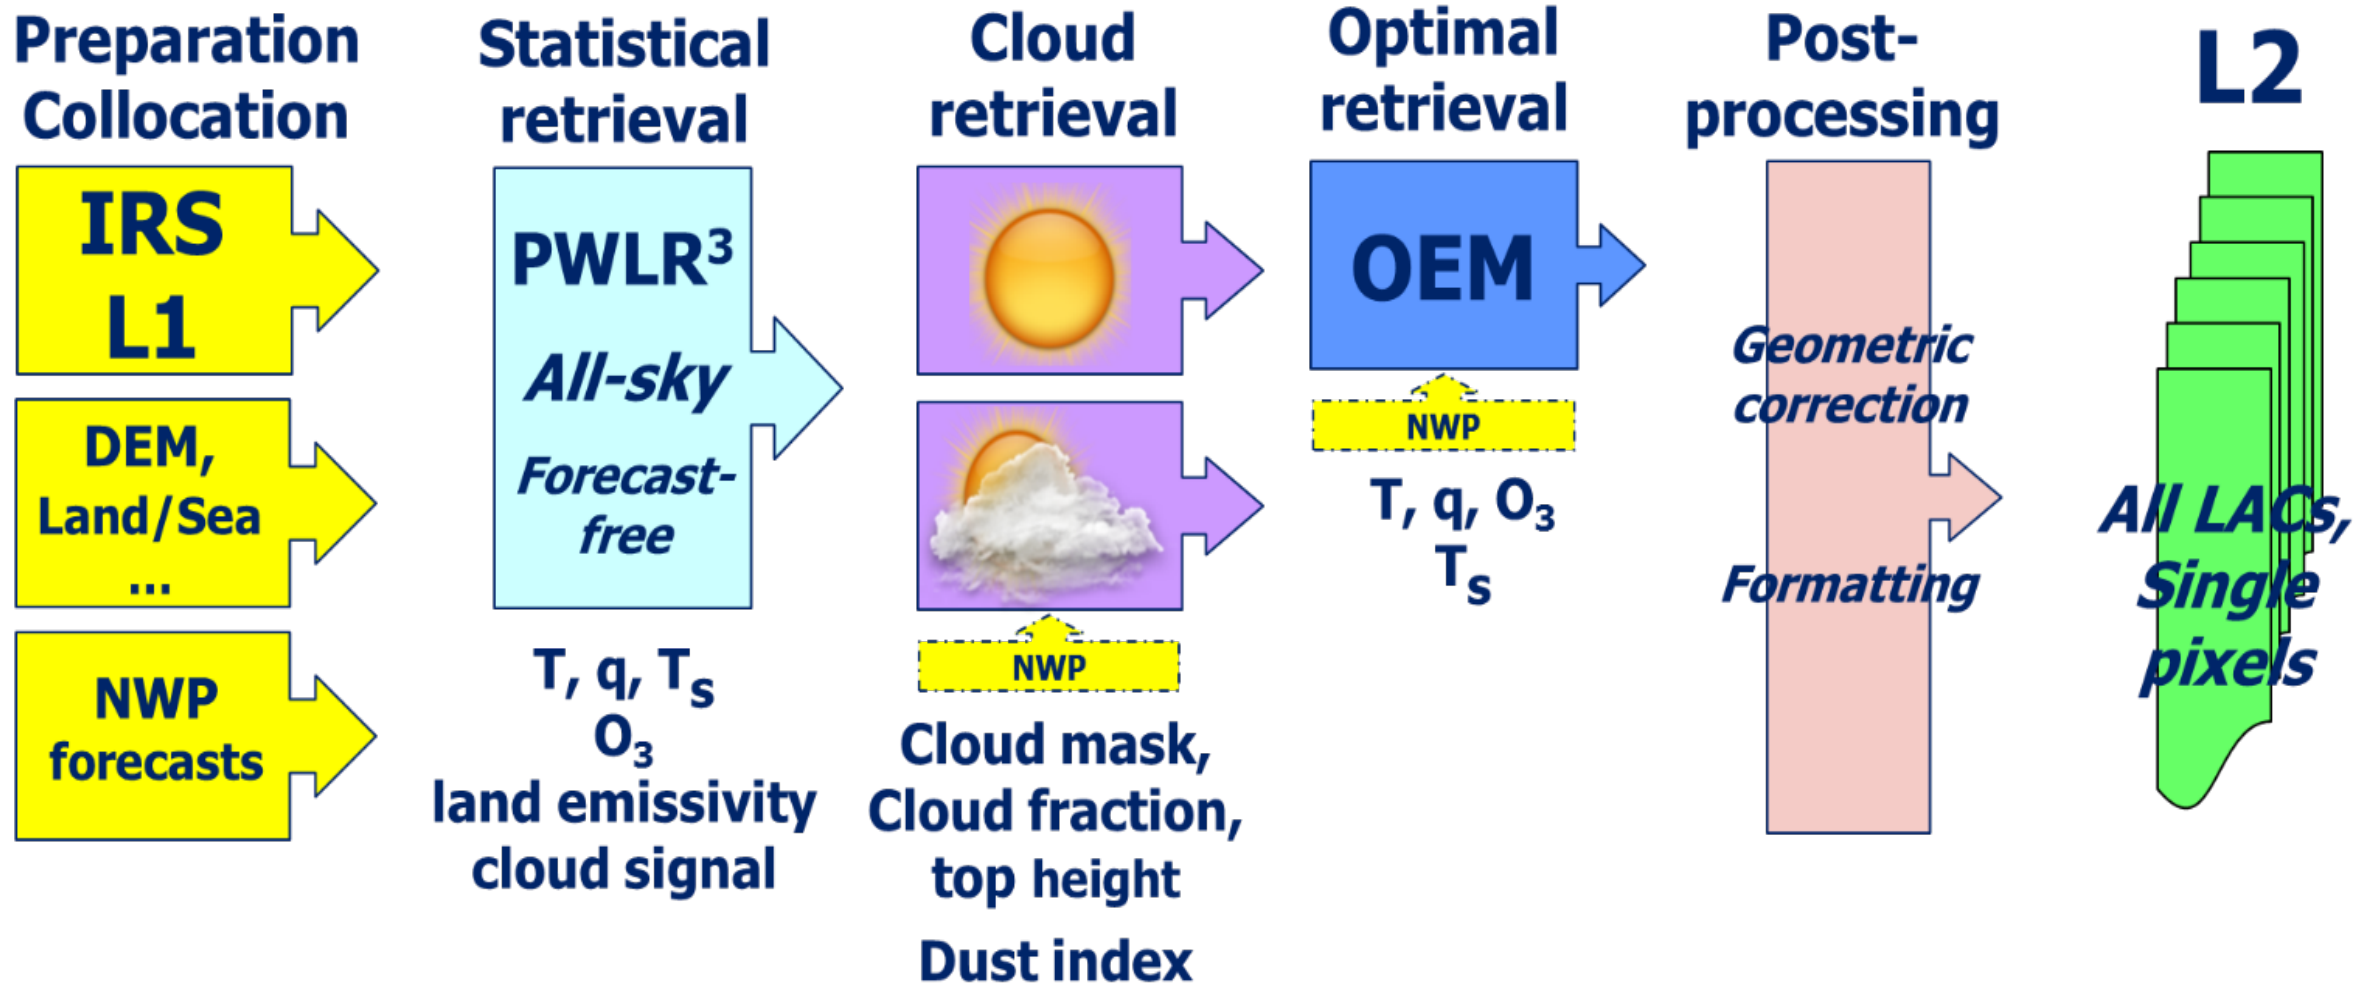 Preparation
Collocation
IRS
L1
DEM,
Land/Sea
...
NWP
forecasts
Statistical
retrieval
PWLR³
All-sky
Forecast-
free
T, q, Tₛ
O₃
land emissivity
cloud signal
Cloud
retrieval
NWP
Cloud mask,
Cloud fraction,
top height
Dust index
Optimal
retrieval
OEM
NWP
T, q, O₃
Tₛ
Post-
processing
Geometric
correction
Formatting
L2
All LACs,
Single
pixels